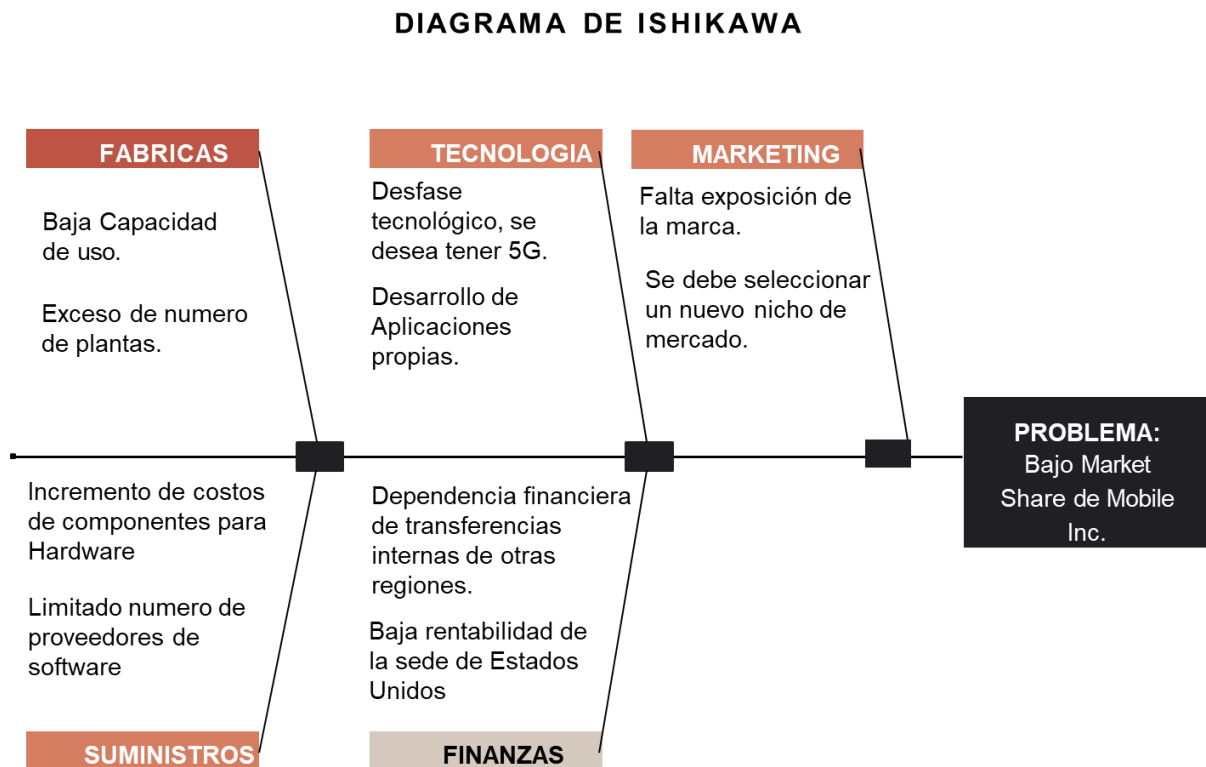 DIAGRAMA DE ISHIKAWA
FABRICAS
Baja Capacidad
de uso.
Exceso de numero
de plantas.
TECNOLOGIA
Desfase
tecnológico, se
desea tener 5G.
Desarrollo de
Aplicaciones
propias.
MARKETING
Falta exposición de
la marca.
Se debe seleccionar
un nuevo nicho de
mercado.
PROBLEMA:
Bajo Market
Share de Mobile
Inc.
Incremento de costos
de componentes para
Hardware
Limitado numero de
proveedores de
software
SUMINISTROS
Dependencia financiera
de transferencias
internas de otras
regiones.
Baja rentabilidad de
la sede de Estados
Unidos
FINANZAS